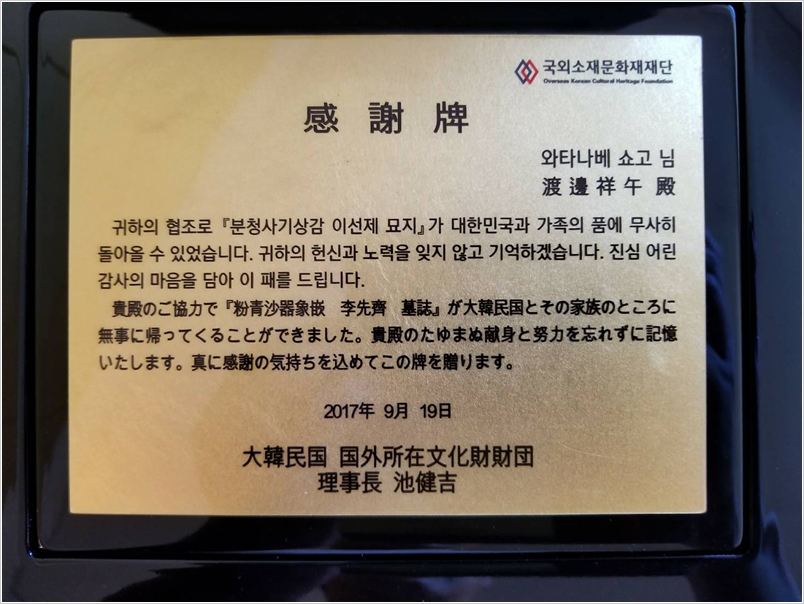 국외소재문화재재단
Overseas Korean Cultural Heritage Foundation
感 謝 牌
와타나베 쇼고 님
渡邊祥午 殿
귀하의 협조로 『분청사기상감 이선제 묘지』가 대한민국과 가족의 품에 무사히
돌아올 수 있었습니다. 귀하의 헌신과 노력을 잊지 않고 기억하겠습니다. 진심 어린
감사의 마음을 담아 이 패를 드립니다.
貴殿のご協力で『粉青沙器象嵌　李先齊　墓誌』が大韓民国とその家族のところに
無事に帰ってくることができました。貴殿のたゆまぬ献身と努力を忘れずに記憶
いたします。真に感謝の気持ちを込めてこの牌を贈ります。
2017年 9月 19日
大韓民国 国外所在文化財財団
理事長 池健吉